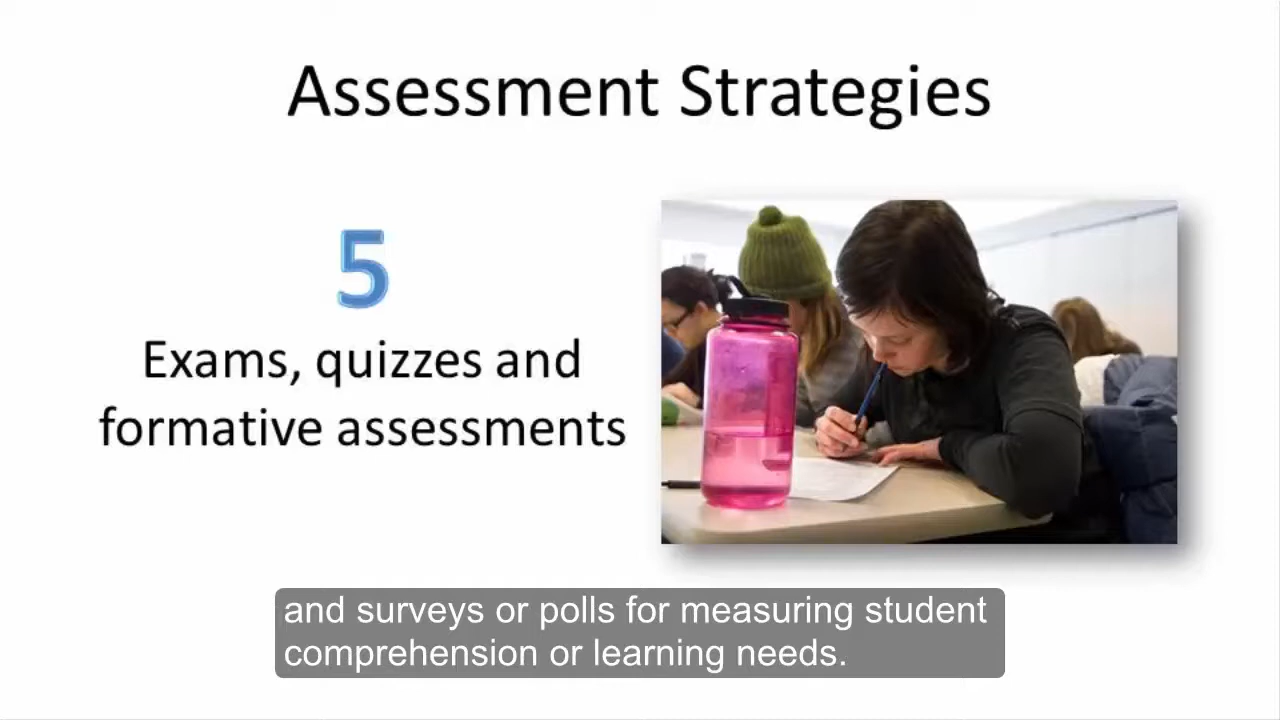 Assessment Strategies
5
Exams, quizzes and
formative assessments
and surveys or polls for measuring student
comprehension or learning needs.